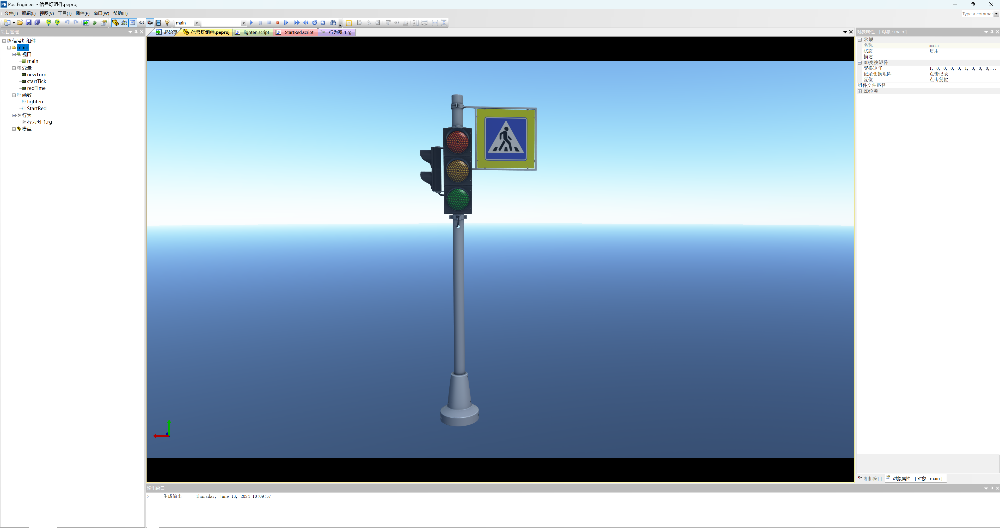 PE PostEngineer - 信号灯组件.peproj
文件(F) 编辑(E) 视图(V) 工具(T) 插件(P) 窗口(W) 帮助(H)
Type a commar
main
项目管理
起始页 信号灯组件.peproj lighten.script StartRed.script 行为图_1.rg
信号灯组件
main
视口
main
变量
newTurn
startTick
redTime
函数
lighten
StartRed
行为
行为图_1.rg
模型
对象属性 - [ 对象 : main ]
常规
名称 main
状态 启用
描述
3D变换矩阵
变换矩阵 1, 0, 0, 0, 0, 1, 0, 0, 0,...
记录变换矩阵 点击记录
复位 点击复位
组件文件路径
2D位移
相机窗口 对象属性 - [ 对象 : main ]
输出窗口
>------生成输出------Thursday, June 13, 2024 10:09:57